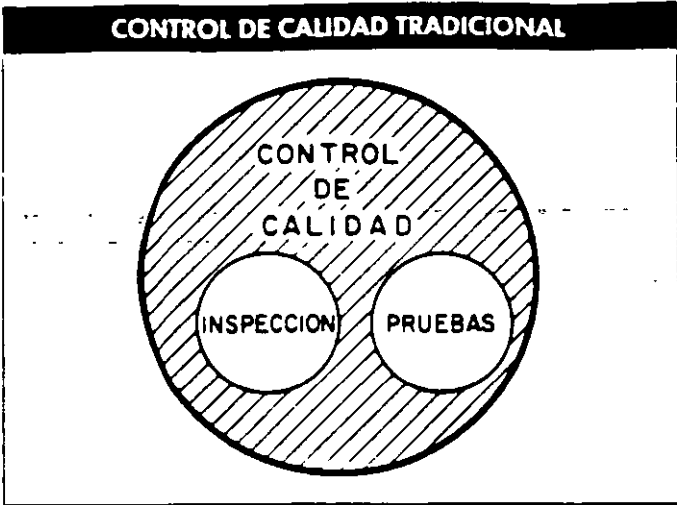 CONTROL DE CALIDAD TRADICIONAL
CONTROL
DE
CALIDAD
INSPECCION
PRUEBAS